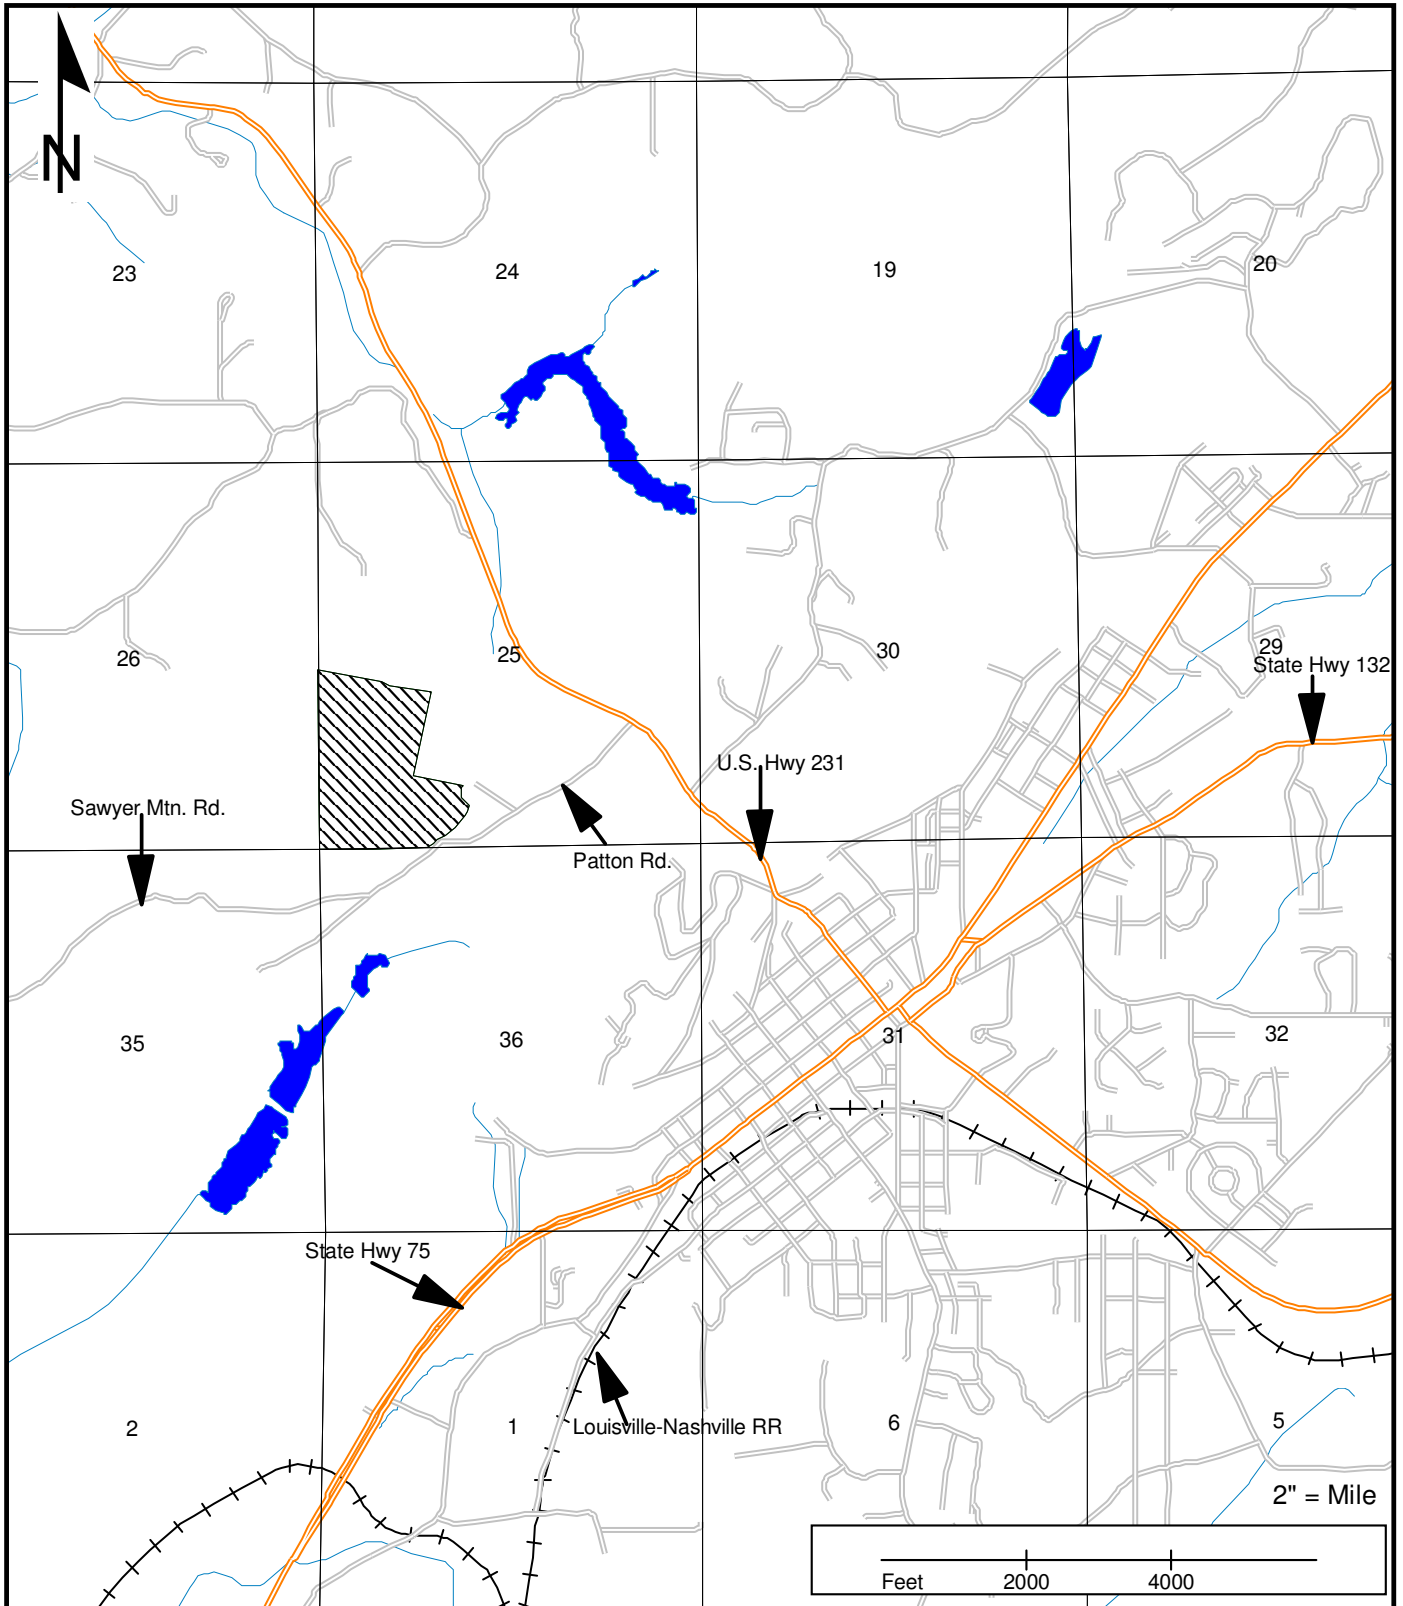 N
23
24
19
20
26
25
30
29
State Hwy 132
U.S. Hwy 231
Sawyer Mtn. Rd.
Patton Rd.
35
36
31
32
State Hwy 75
2
1
Louisville-Nashville RR
6
5
2" = Mile
Feet 2000 4000